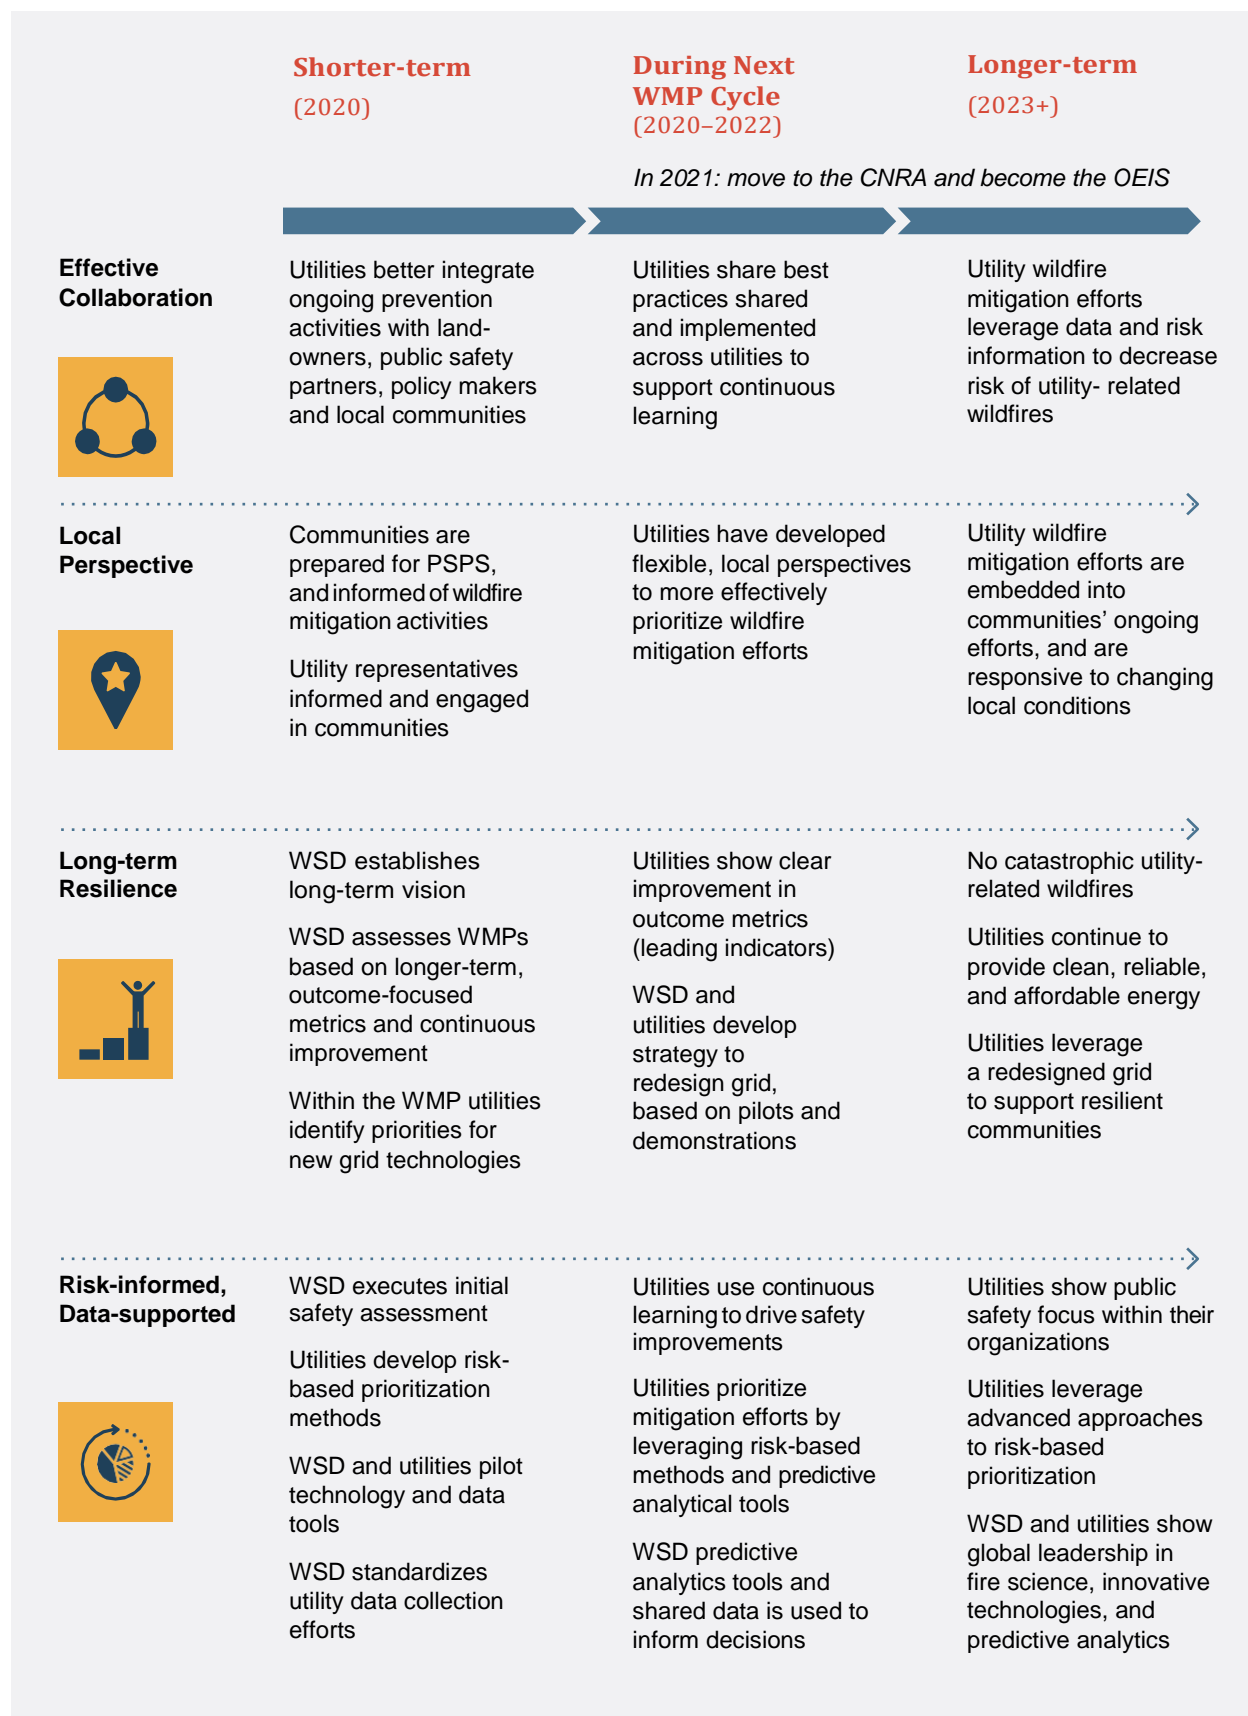 Shorter-term
(2020)
During Next
WMP Cycle
(2020–2022)
Longer-term
(2023+)
In 2021: move to the CNRA and become the OEIS
Effective
Collaboration
Utilities better integrate
ongoing prevention
activities with land-
owners, public safety
partners, policy makers
and local communities
Utilities share best
practices shared
and implemented
across utilities to
support continuous
learning
Utility wildfire
mitigation efforts
leverage data and risk
information to decrease
risk of utility- related
wildfires
Local
Perspective
Communities are
prepared for PSPS,
and informed of wildfire
mitigation activities
Utility representatives
informed and engaged
in communities
Utilities have developed
flexible, local perspectives
to more effectively
prioritize wildfire
mitigation efforts
Utility wildfire
mitigation efforts are
embedded into
communities’ ongoing
efforts, and are
responsive to changing
local conditions
Long-term
Resilience
WSD establishes
long-term vision
WSD assesses WMPs
based on longer-term,
outcome-focused
metrics and continuous
improvement
Within the WMP utilities
identify priorities for
new grid technologies
Utilities show clear
improvement in
outcome metrics
(leading indicators)
WSD and
utilities develop
strategy to
redesign grid,
based on pilots and
demonstrations
No catastrophic utility-
related wildfires
Utilities continue to
provide clean, reliable,
and affordable energy
Utilities leverage
a redesigned grid
to support resilient
communities
Risk-informed,
Data-supported
WSD executes initial
safety assessment
Utilities develop risk-
based prioritization
methods
WSD and utilities pilot
technology and data
tools
WSD standardizes
utility data collection
efforts
Utilities use continuous
learning to drive safety
improvements
Utilities prioritize
mitigation efforts by
leveraging risk-based
methods and predictive
analytical tools
WSD predictive
analytics tools and
shared data is used to
inform decisions
Utilities show public
safety focus within their
organizations
Utilities leverage
advanced approaches
to risk-based
prioritization
WSD and utilities show
global leadership in
fire science, innovative
technologies, and
predictive analytics